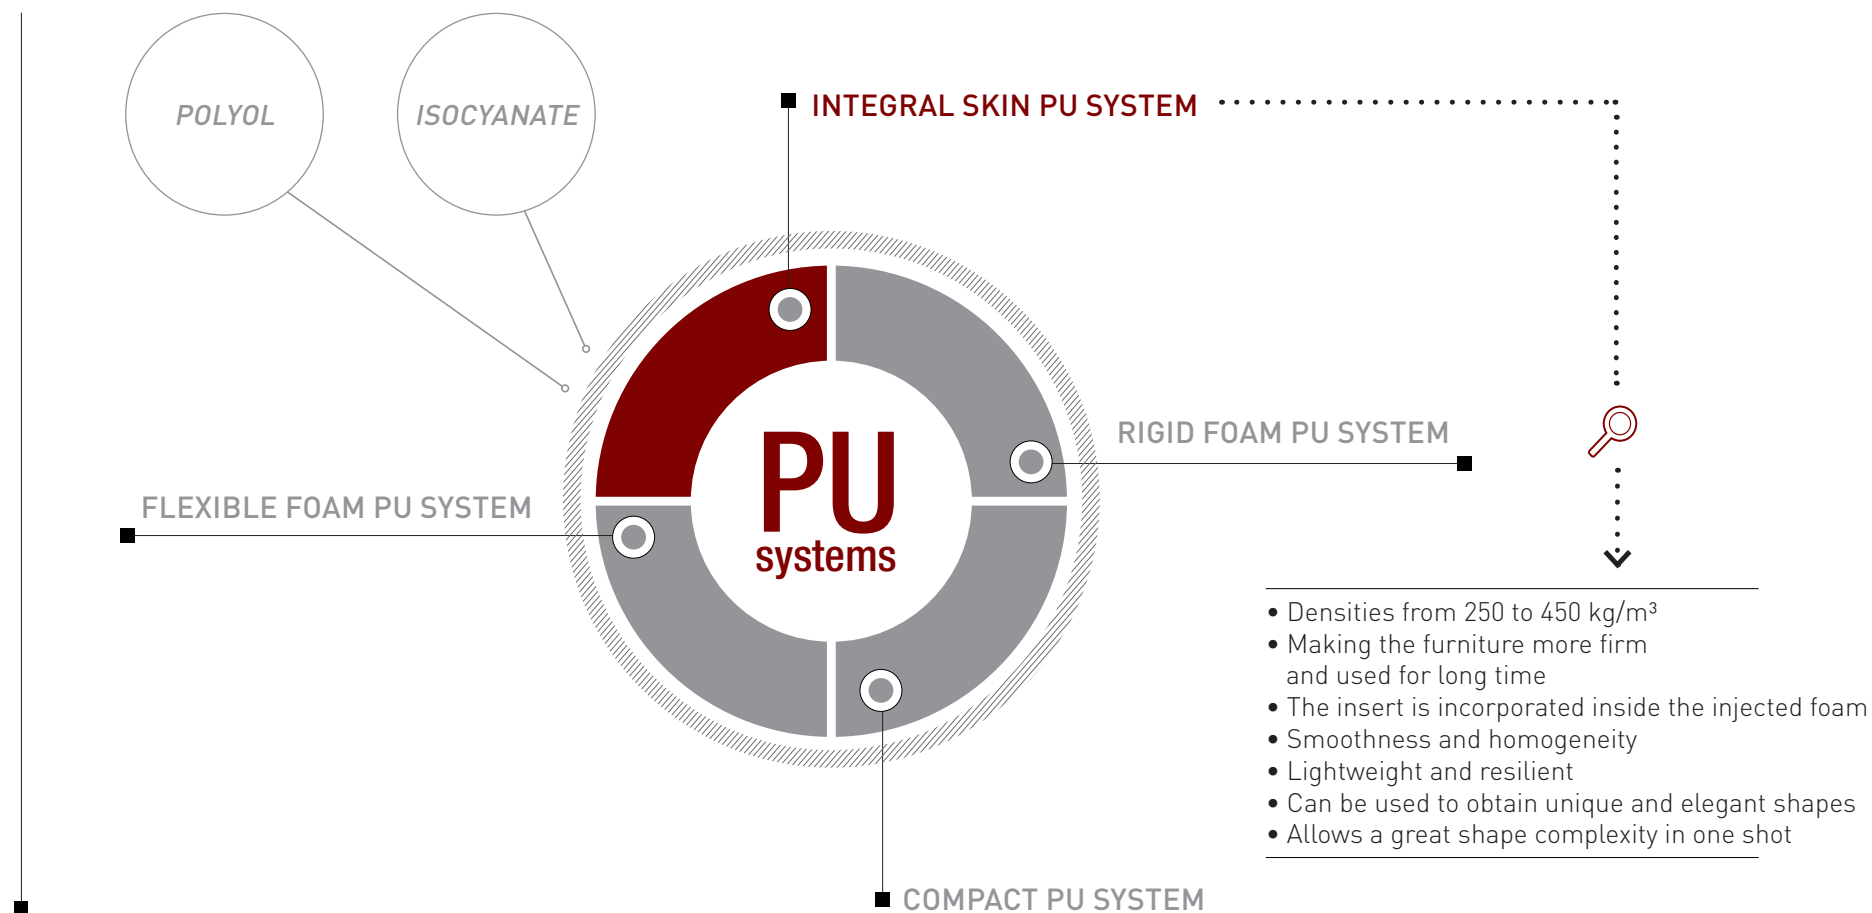 POLYOL
ISOCYANATE
INTEGRAL SKIN PU SYSTEM
RIGID FOAM PU SYSTEM
FLEXIBLE FOAM PU SYSTEM
PU
systems
• Densities from 250 to 450 kg/m³
• Making the furniture more firm
and used for long time
• The insert is incorporated inside the injected foam
• Smoothness and homogeneity
• Lightweight and resilient
• Can be used to obtain unique and elegant shapes
• Allows a great shape complexity in one shot
COMPACT PU SYSTEM